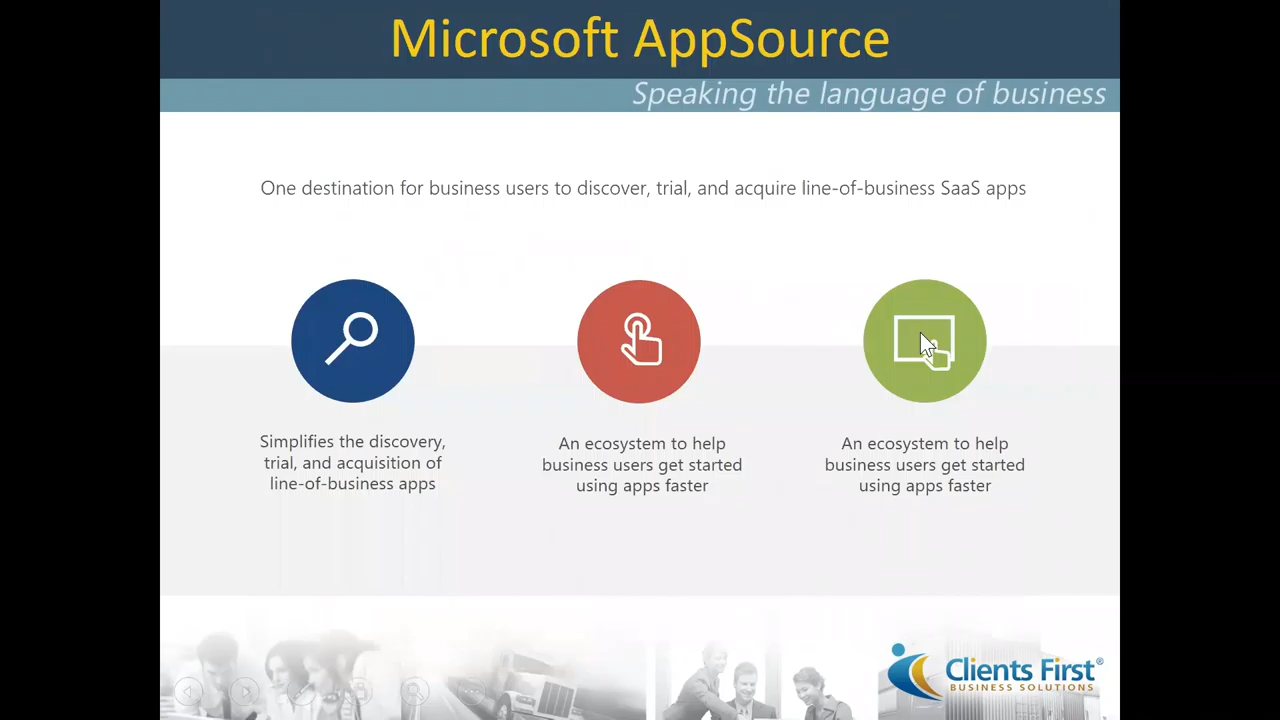 Microsoft AppSource
Speaking the language of business
One destination for business users to discover, trial, and acquire line-of-business SaaS apps
Simplifies the discovery,
trial, and acquisition of
line-of-business apps
An ecosystem to help
business users get started
using apps faster
An ecosystem to help
business users get started
using apps faster
Clients First®
BUSINESS SOLUTIONS